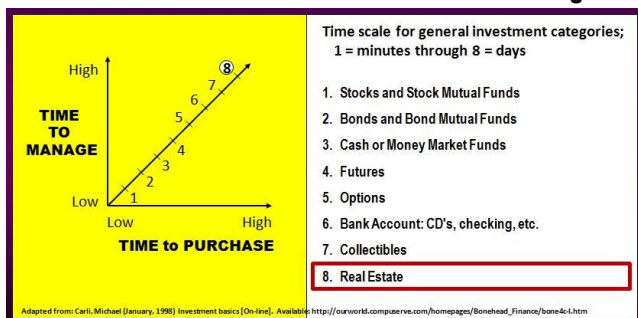 Time scale for general investment categories;
1 = minutes through 8 = days
High
TIME
TO
MANAGE
Low
8
7
6
5
4
3
2
1
Low
High
TIME to PURCHASE
1. Stocks and Stock Mutual Funds
2. Bonds and Bond Mutual Funds
3. Cash or Money Market Funds
4. Futures
5. Options
6. Bank Account: CD's, checking, etc.
7. Collectibles
8. Real Estate
Adapted from: Carli, Michael (January, 1998) Investment basics [On-line]. Available: http://ourworld.compuserve.com/homepages/Bonehead_Finance/bone4c-l.htm